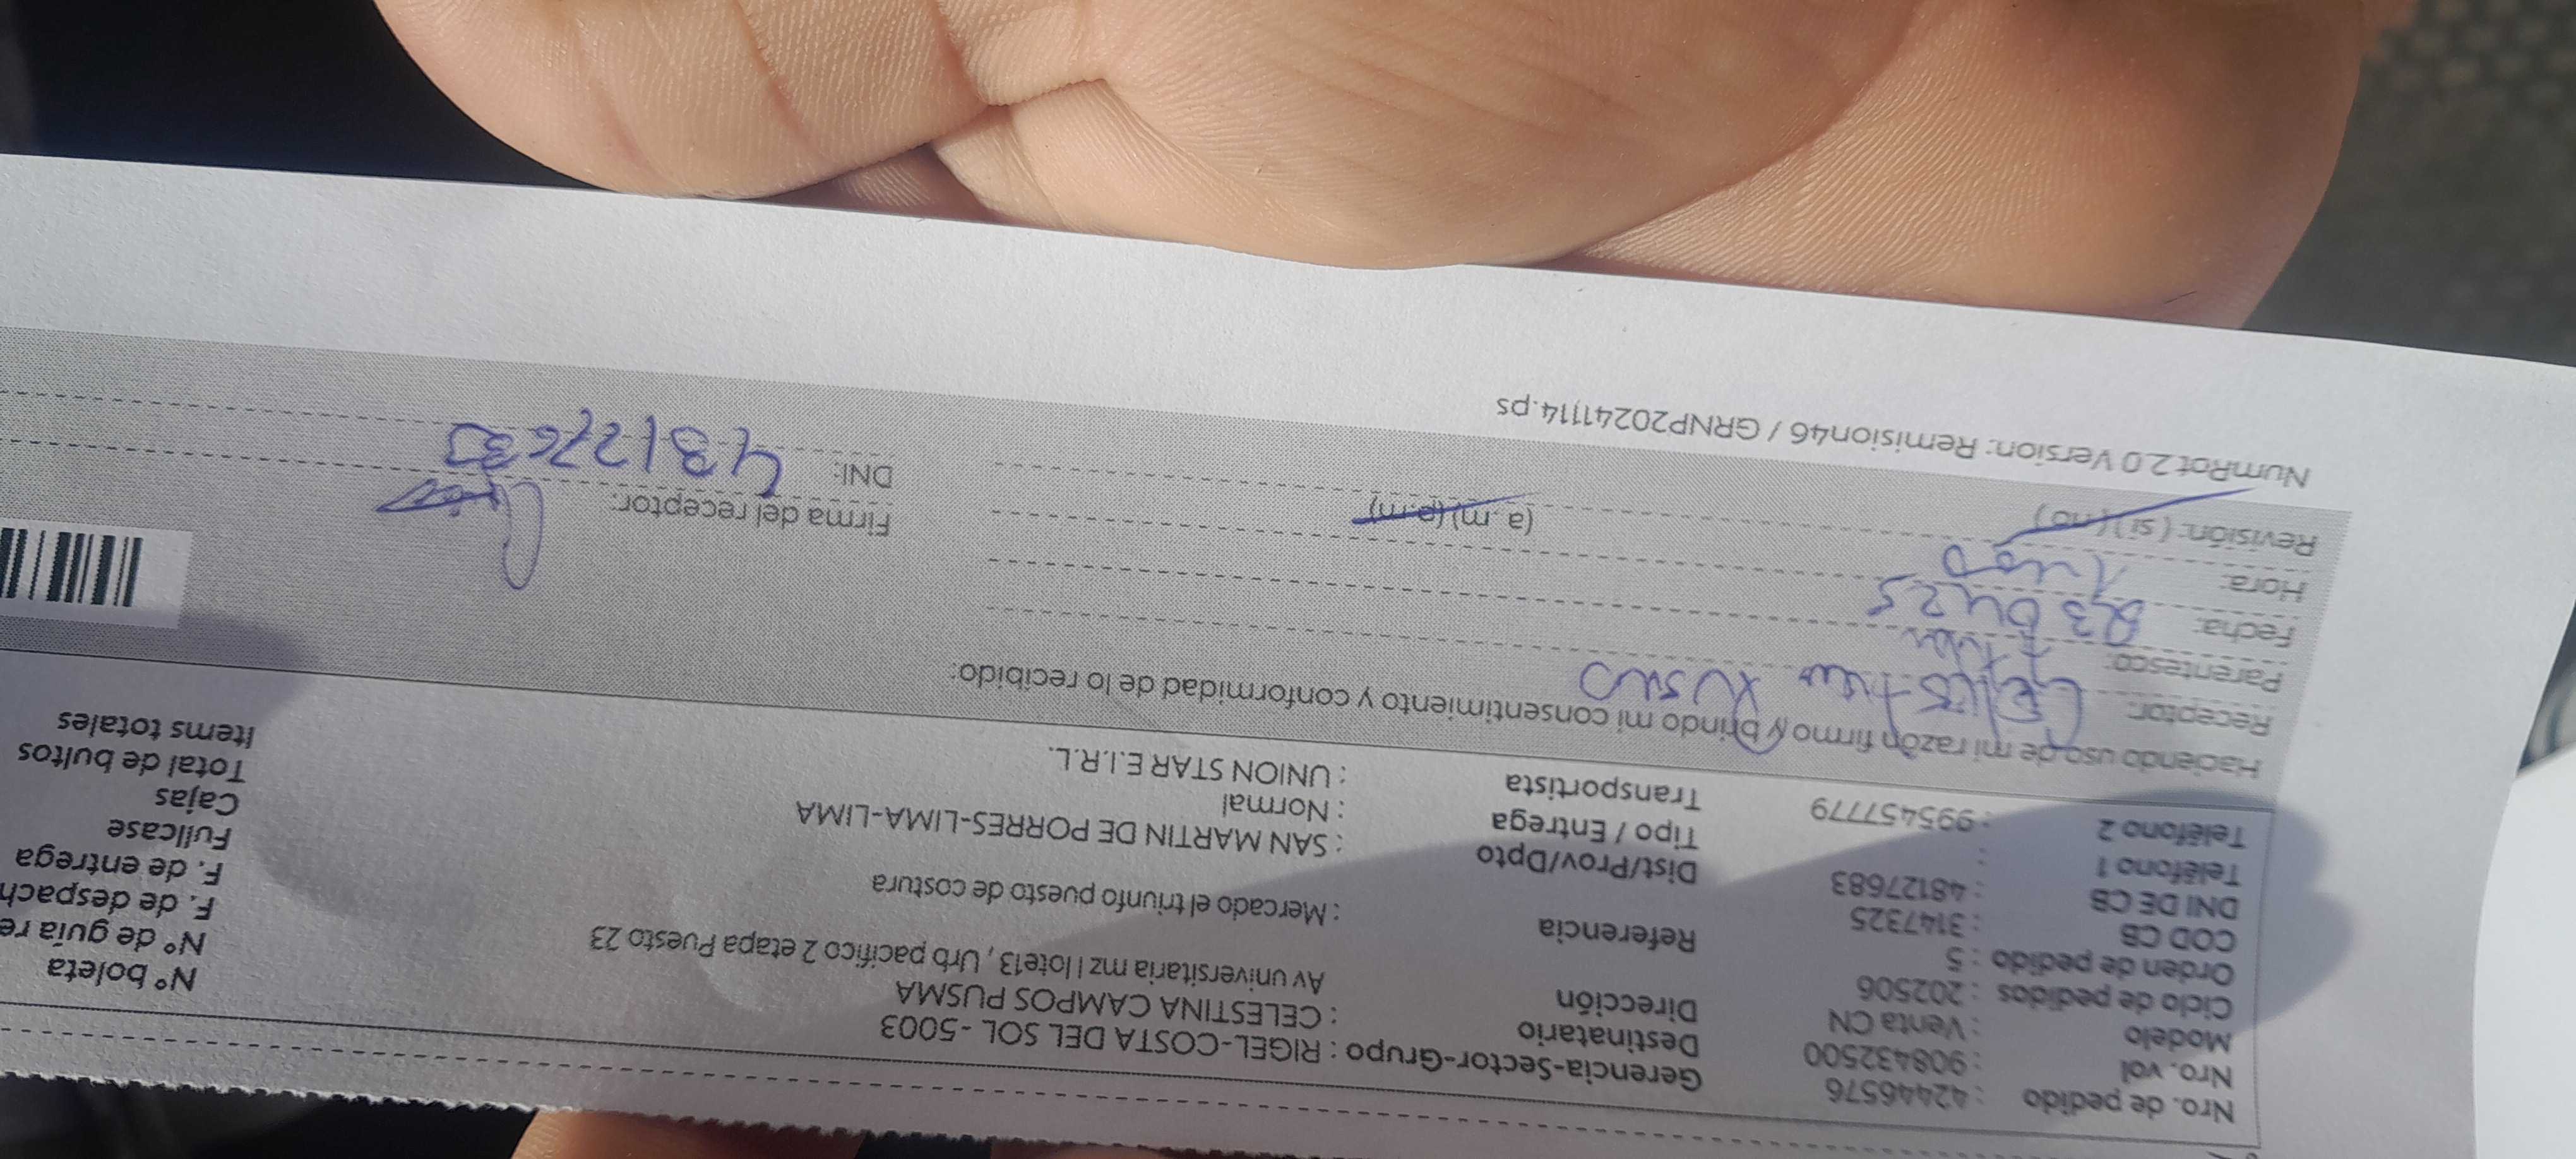 Nro. de pedido : 42446576
Nro. vol : 908432500
Modelo : Venta CN
Ciclo de pedidos : 202506
Orden de pedido : 5
COD CB : 3147325
DNI DE CB : 48127683
Teléfono 1 :
Teléfono 2 : 995457779
Gerencia-Sector-Grupo : RIGEL-COSTA DEL SOL - 5003
Destinatario : CELESTINA CAMPOS PUSMA
Dirección Av universitaria mz I lote13, Urb pacifico 2 etapa Puesto 23
Referencia : Mercado el triunfo puesto de costura
Dist/Prov/Dpto : SAN MARTIN DE PORRES-LIMA-LIMA
Tipo / Entrega : Normal
Transportista : UNION STAR E.I.R.L.
N° boleta
N° de guía re
F. de despach
F. de entrega
Fullcase
Cajas
Total de bultos
Items totales
Haciendo uso de mi razón firmo y brindo mi consentimiento y conformidad de lo recibido:
Receptor:
Parentesco:
Fecha: 23 04 25
Hora:
(a. m) (p. m)
Revisión: ( si ) ( no )
Firma del receptor:
DNI:
NumRot 2.0 Version: Remision46 / GRNP20241114.ps